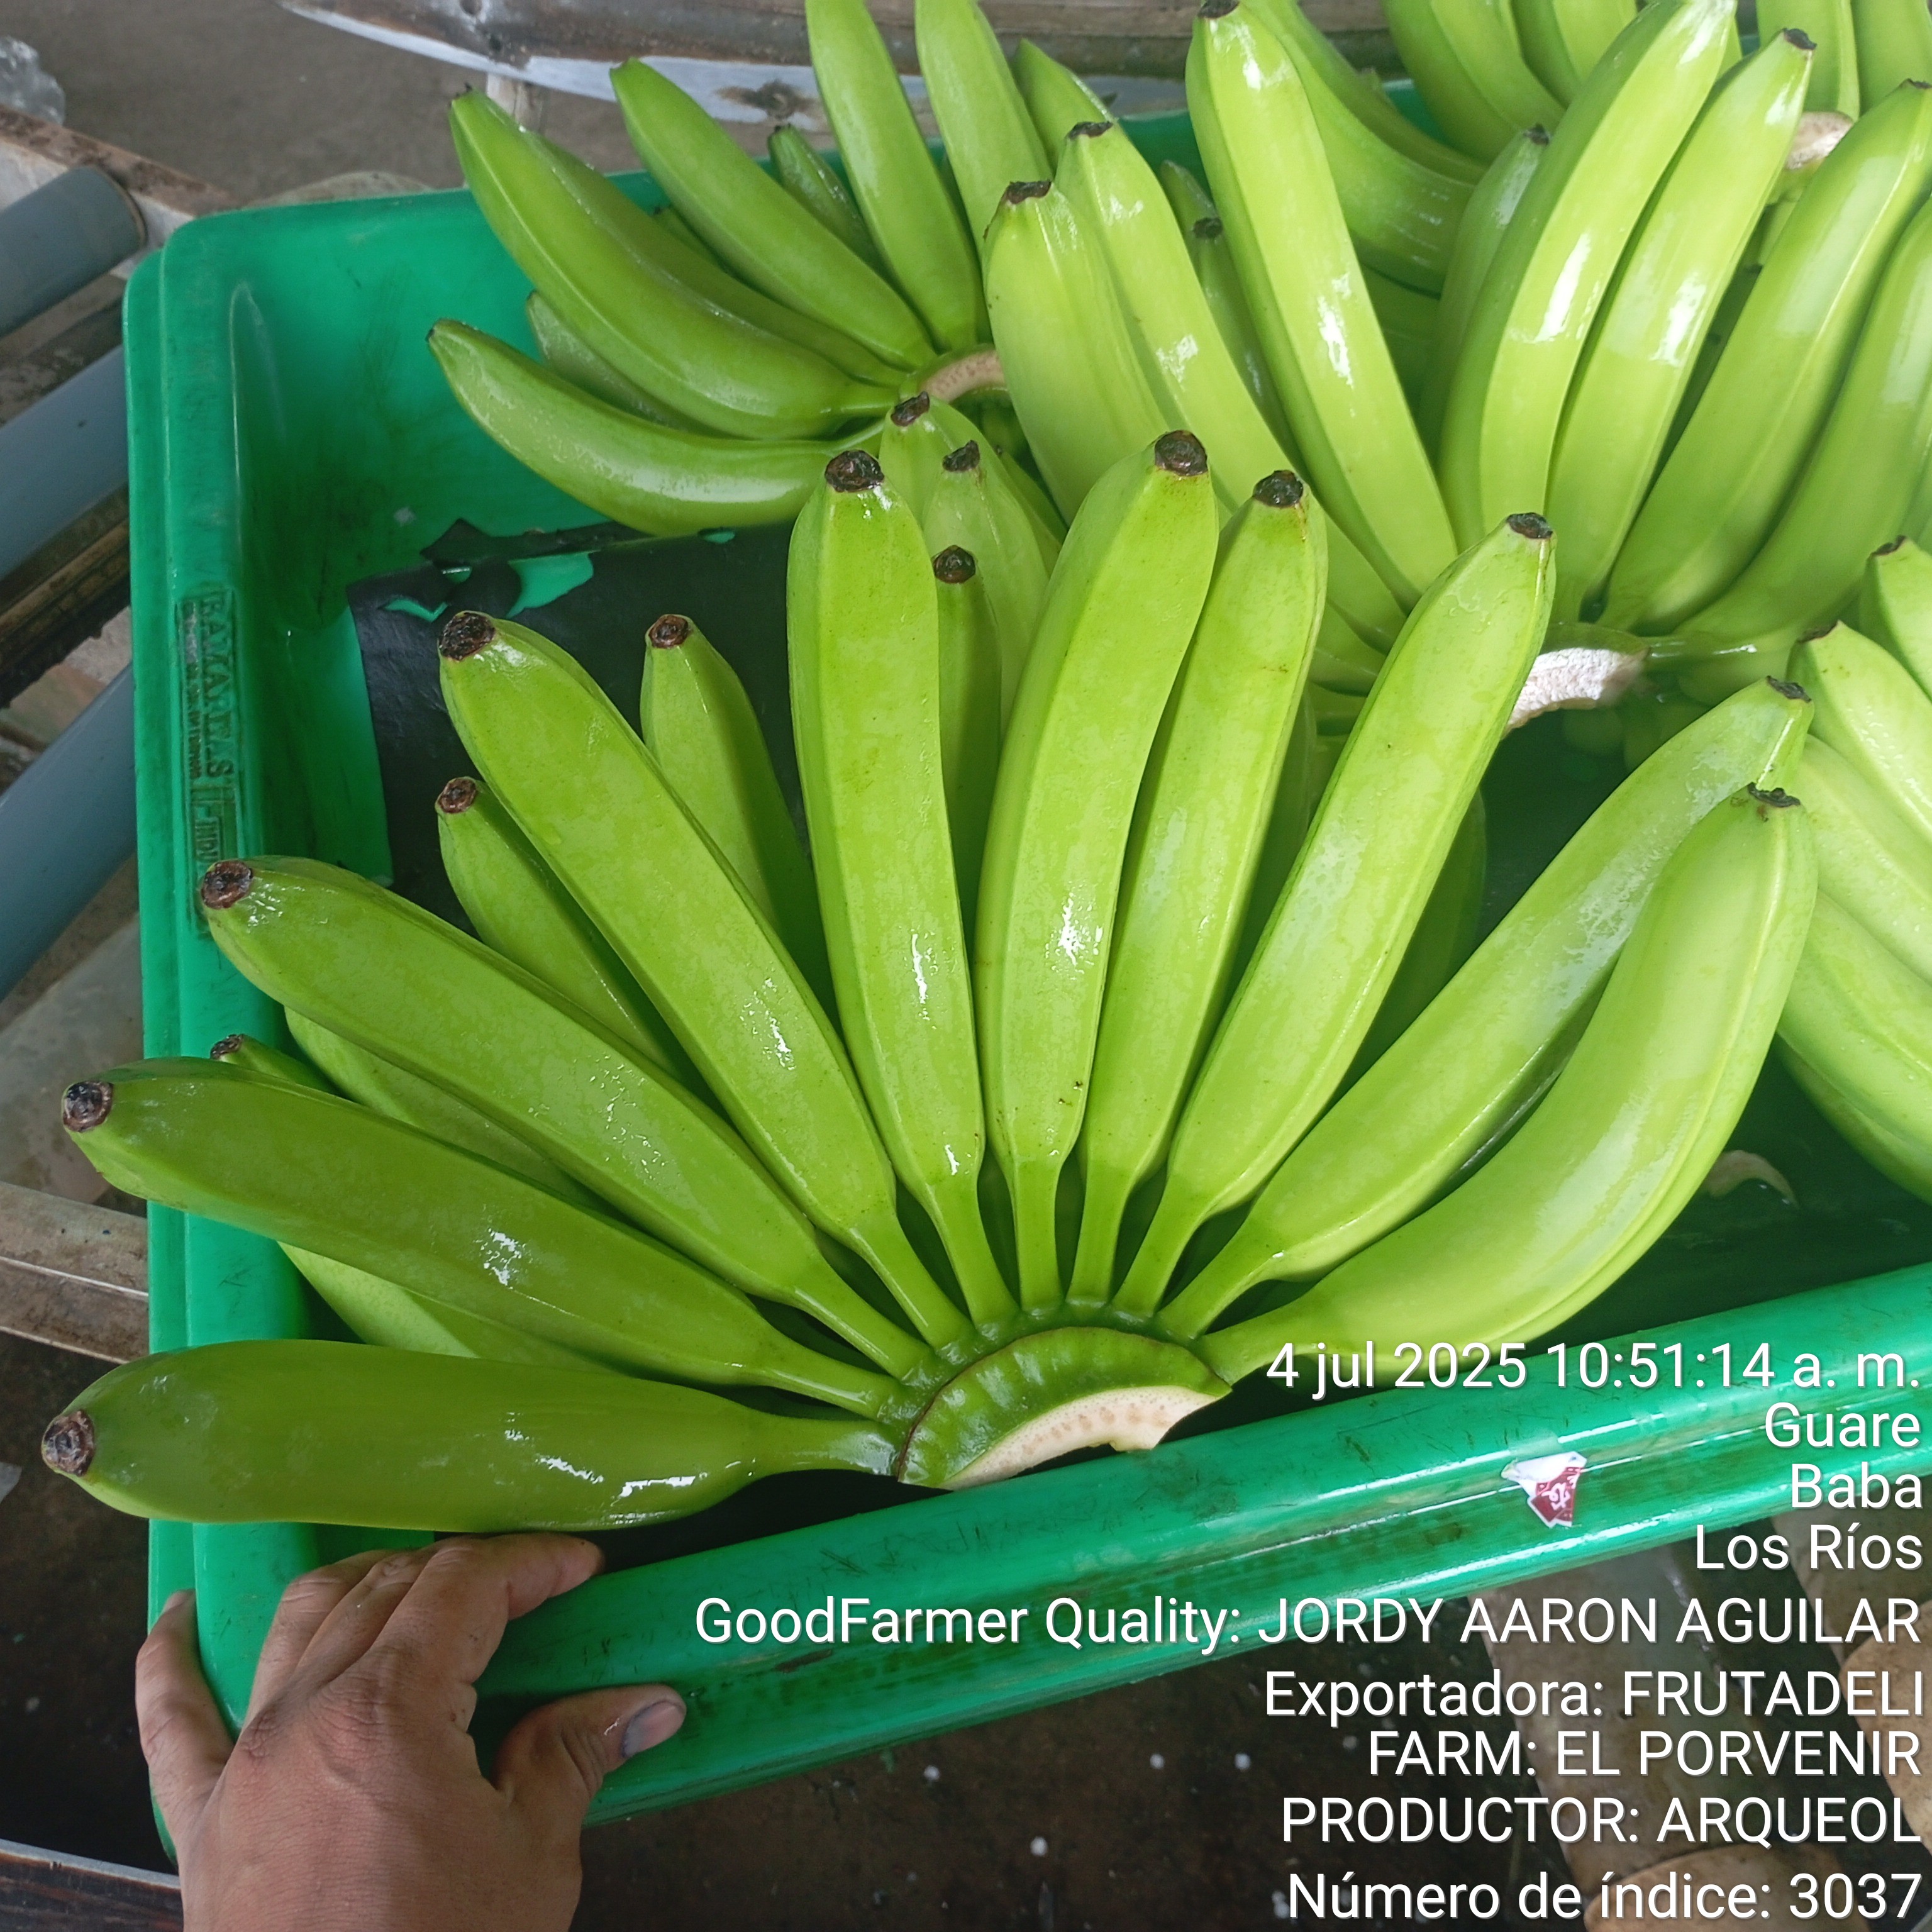 4 jul 2025 10:51:14 a. m.
Guare
Baba
Los Ríos
GoodFarmer Quality: JORDY AARON AGUILAR
Exportadora: FRUTADELI
FARM: EL PORVENIR
PRODUCTOR: ARQUEOL
Número de índice: 3037